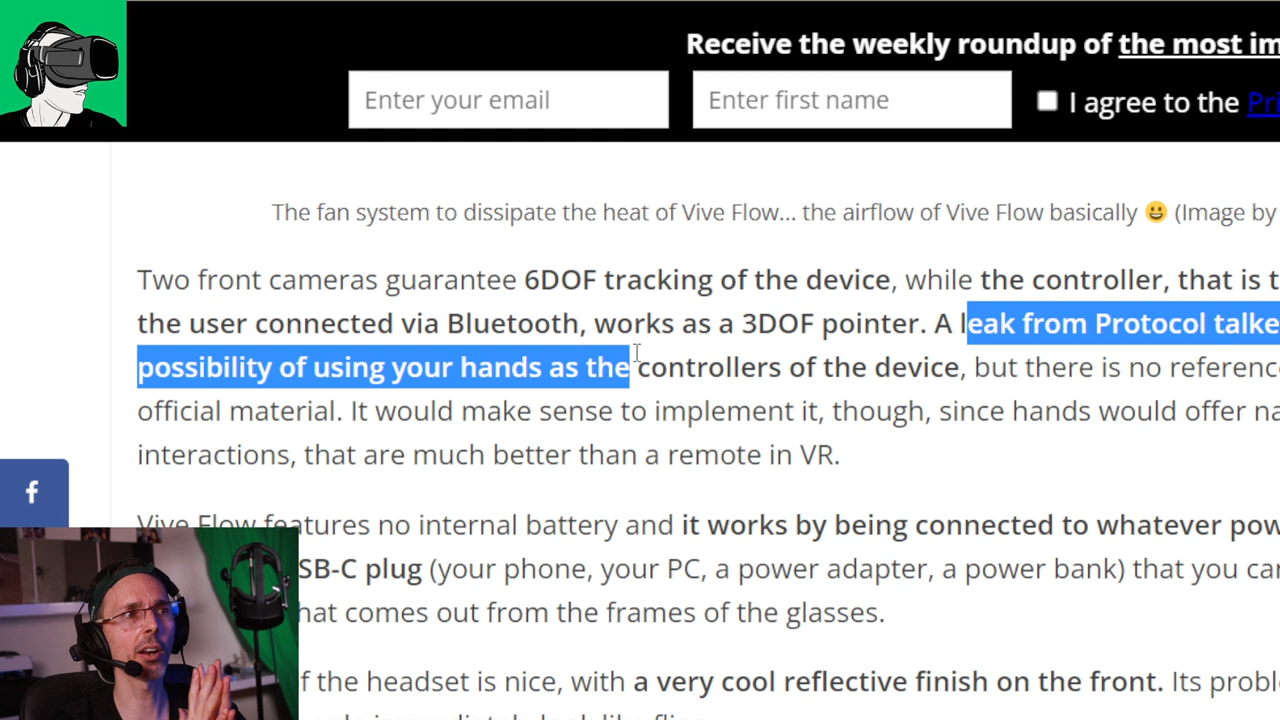 Receive the weekly roundup of the most im
Enter your email
Enter first name
I agree to the Pri
The fan system to dissipate the heat of Vive Flow... the airflow of Vive Flow basically 😀 (Image by
Two front cameras guarantee 6DOF tracking of the device, while the controller, that is t
the user connected via Bluetooth, works as a 3DOF pointer. A leak from Protocol talke
possibility of using your hands as the controllers of the device, but there is no referenc
official material. It would make sense to implement it, though, since hands would offer na
interactions, that are much better than a remote in VR.
Vive Flow features no internal battery and it works by being connected to whatever pow
SB-C plug (your phone, your PC, a power adapter, a power bank) that you car
hat comes out from the frames of the glasses.
f the headset is nice, with a very cool reflective finish on the front. Its probl